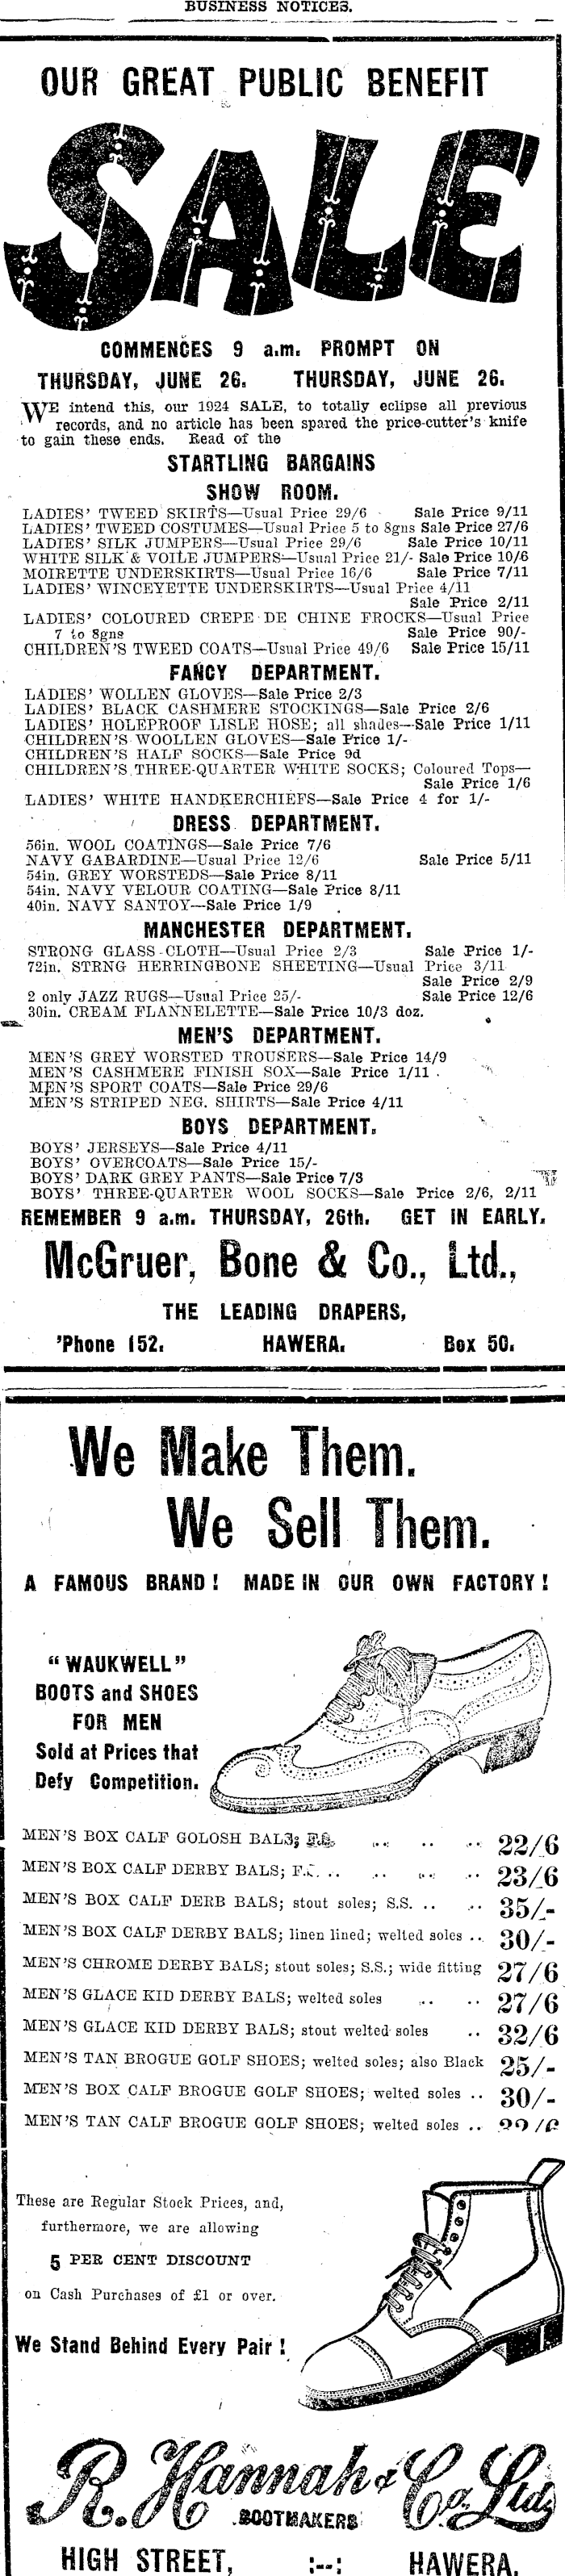 BUSINESS NOTICES.
OUR GREAT PUBLIC BENEFIT
SALE
COMMENCES 9 a.m. PROMPT ON
THURSDAY, JUNE 26. THURSDAY, JUNE 26.
WE intend this, our 1924 SALE, to totally eclipse all previous
records, and no article has been spared the price-cutter's knife
to gain these ends. Read of the
STARTLING BARGAINS
SHOW ROOM.
LADIES' TWEED SKIRTS—Usual Price 29/6 Sale Price 9/11
LADIES' TWEED COSTUMES—Usual Price 5 to 8gns Sale Price 27/6
LADIES' SILK JUMPERS—Usual Price 29/6 Sale Price 10/11
WHITE SILK & VOILE JUMPERS—Usual Price 21/- Sale Price 10/6
MOIRETTE UNDERSKIRTS—Usual Price 16/6 Sale Price 7/11
LADIES' WINCEYETTE UNDERSKIRTS—Usual Price 4/11
Sale Price 2/11
LADIES' COLOURED CREPE DE CHINE FROCKS—Usual Price
7 to 8gns Sale Price 90/-
CHILDREN'S TWEED COATS—Usual Price 49/6 Sale Price 15/11
FANCY DEPARTMENT.
LADIES' WOLLEN GLOVES—Sale Price 2/3
LADIES' BLACK CASHMERE STOCKINGS—Sale Price 2/6
LADIES' HOLEPROOF LISLE HOSE; all shades—Sale Price 1/11
CHILDREN'S WOOLLEN GLOVES—Sale Price 1/-
CHILDREN'S HALF SOCKS—Sale Price 9d
CHILDREN'S THREE-QUARTER WHITE SOCKS; Coloured Tops—
Sale Price 1/6
LADIES' WHITE HANDKERCHIEFS—Sale Price 4 for 1/-
DRESS DEPARTMENT.
56in. WOOL COATINGS—Sale Price 7/6
NAVY GABARDINE—Usual Price 12/6 Sale Price 5/11
54in. GREY WORSTEDS—Sale Price 8/11
54in. NAVY VELOUR COATING—Sale Price 8/11
40in. NAVY SANTOY—Sale Price 1/9
MANCHESTER DEPARTMENT.
STRONG GLASS CLOTH—Usual Price 2/3 Sale Price 1/-
72in. STRNG HERRINGBONE SHEETING—Usual Price 3/11
Sale Price 2/9
2 only JAZZ RUGS—Usual Price 25/- Sale Price 12/6
30in. CREAM FLANNELETTE—Sale Price 10/3 doz.
MEN'S DEPARTMENT.
MEN'S GREY WORSTED TROUSERS—Sale Price 14/9
MEN'S CASHMERE FINISH SOX—Sale Price 1/11
MEN'S SPORT COATS—Sale Price 29/6
MEN'S STRIPED NEG. SHIRTS—Sale Price 4/11
BOYS DEPARTMENT.
BOYS' JERSEYS—Sale Price 4/11
BOYS' OVERCOATS—Sale Price 15/-
BOYS' DARK GREY PANTS—Sale Price 7/3
BOYS' THREE-QUARTER WOOL SOCKS—Sale Price 2/6, 2/11
REMEMBER 9 a.m. THURSDAY, 26th. GET IN EARLY.
McGruer, Bone & Co., Ltd.,
THE LEADING DRAPERS,
'Phone 152. HAWERA. Box 50.
We Make Them.
We Sell Them.
A FAMOUS BRAND! MADE IN OUR OWN FACTORY!
"WAUKWELL"
BOOTS and SHOES
FOR MEN
Sold at Prices that
Defy Competition.
MEN'S BOX CALF GOLOSH BALS; .. .. .. 22/6
MEN'S BOX CALF DERBY BALS; .. .. .. .. 23/6
MEN'S BOX CALF DERB BALS; stout soles; S.S. .. .. 35/-
MEN'S BOX CALF DERBY BALS; linen lined; welted soles .. 30/-
MEN'S CHROME DERBY BALS; stout soles; S.S.; wide fitting 27/6
MEN'S GLACE KID DERBY BALS; welted soles .. .. 27/6
MEN'S GLACE KID DERBY BALS; stout welted soles .. 32/6
MEN'S TAN BROGUE GOLF SHOES; welted soles; also Black 25/-
MEN'S BOX CALF BROGUE GOLF SHOES; welted soles .. 30/-
MEN'S TAN CALF BROGUE GOLF SHOES; welted soles ..
These are Regular Stock Prices, and,
furthermore, we are allowing
5 PER CENT DISCOUNT
on Cash Purchases of £1 or over.
We Stand Behind Every Pair!
R. Hannah & Co. Ltd.
BOOTMAKERS
HIGH STREET, :--: HAWERA.